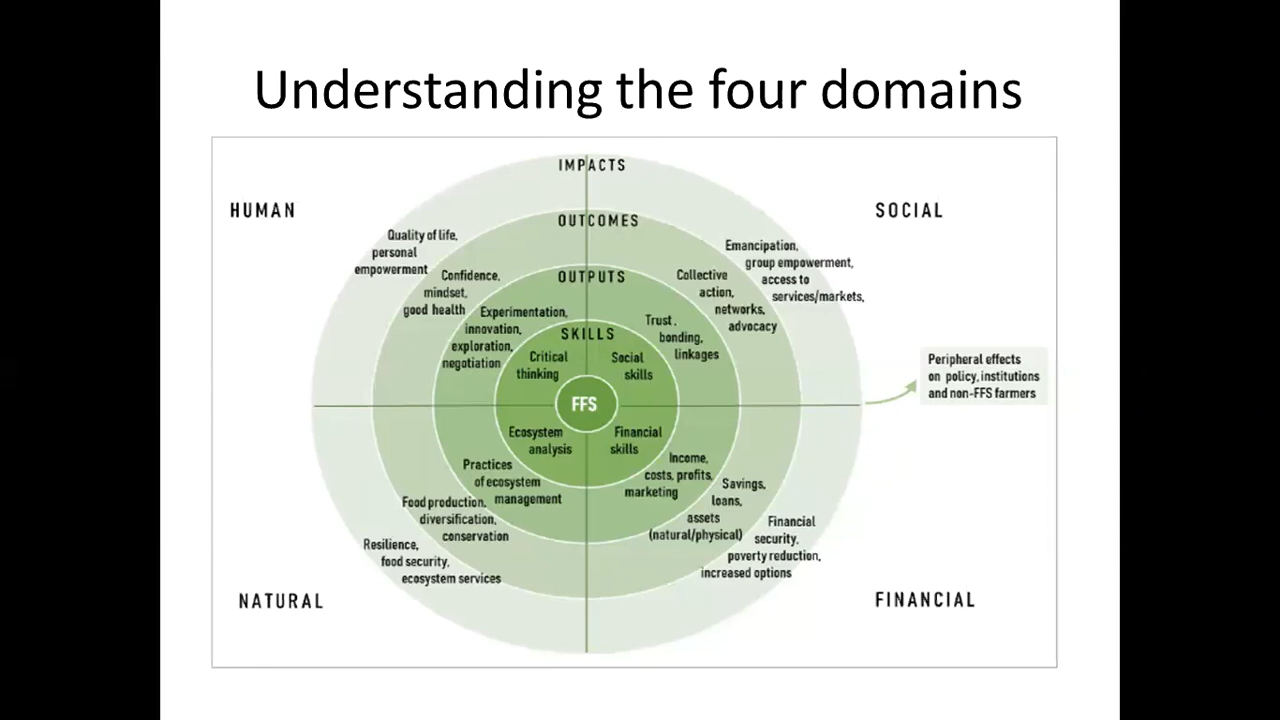 Understanding the four domains
IMPACTS
HUMAN
SOCIAL
OUTCOMES
Quality of life,
personal
empowerment
Emancipation,
group empowerment,
access to
services/markets,
OUTPUTS
Confidence,
mindset,
good health
Collective
action,
networks,
advocacy
Experimentation,
innovation,
exploration,
negotiation
Trust,
bonding,
linkages
SKILLS
Critical
thinking
Social
skills
Peripheral effects
on policy, institutions
and non-FFS farmers
FFS
Ecosystem
analysis
Financial
skills
Practices
of ecosystem
management
Income,
costs, profits,
marketing
Food production,
diversification,
conservation
Savings,
loans,
assets
(natural/physical)
Resilience,
food security,
ecosystem services
Financial
security,
poverty reduction,
increased options
NATURAL
FINANCIAL